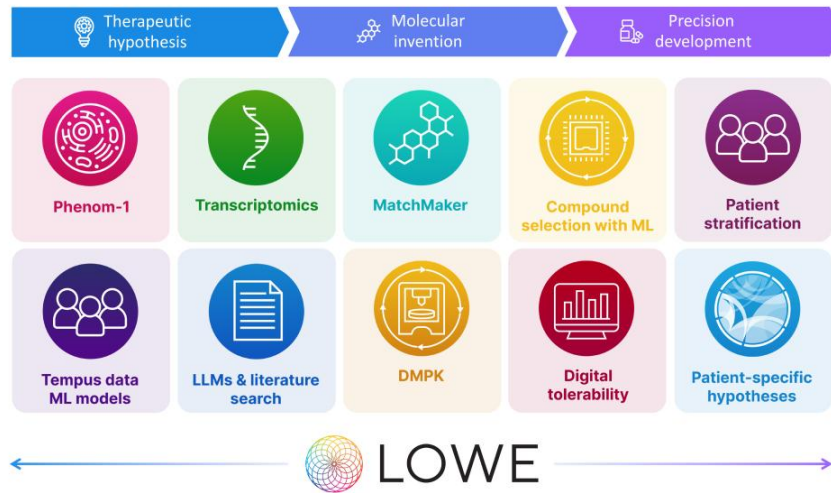 Therapeutic
hypothesis
Molecular
invention
Precision
development
Phenom-1
Transcriptomics
MatchMaker
Compound
selection with ML
Patient
stratification
Tempus data
ML models
LLMs & literature
search
DMPK
Digital
tolerability
Patient-specific
hypotheses
LOWE